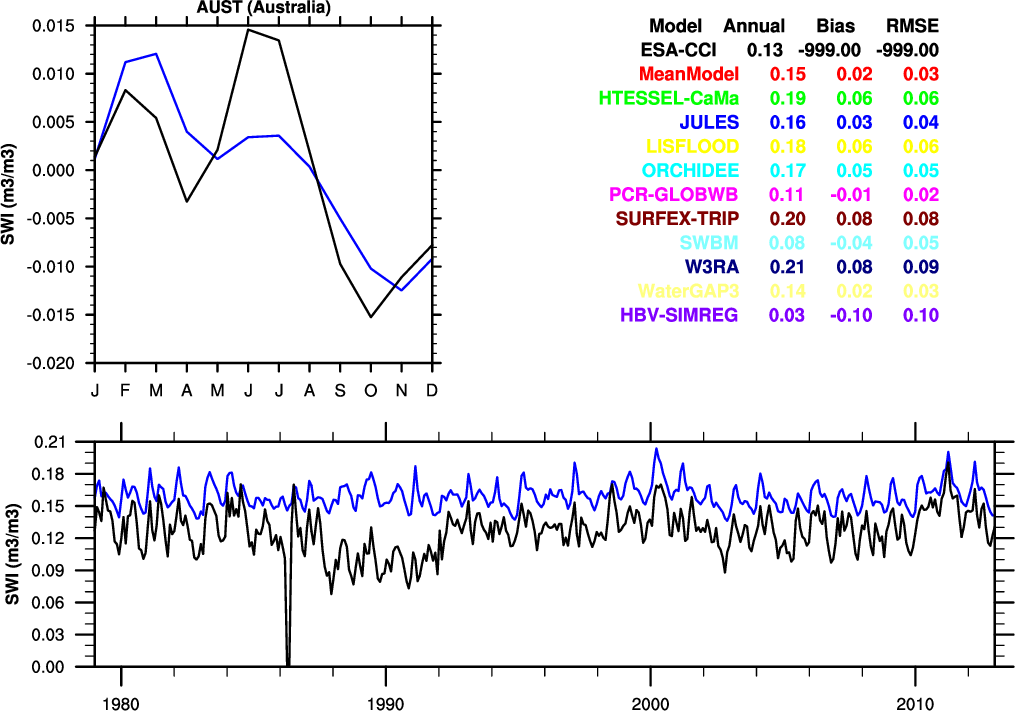 AUST (Australia)
0.015
0.010
0.005
0.000
-0.005
-0.010
-0.015
-0.020
SWI (m3/m3)
J F M A M J J A S O N D
Model Annual Bias RMSE
ESA-CCI 0.13 -999.00 -999.00
MeanModel 0.15 0.02 0.03
HTESSEL-CaMa 0.19 0.06 0.06
JULES 0.16 0.03 0.04
LISFLOOD 0.18 0.06 0.06
ORCHIDEE 0.17 0.05 0.05
PCR-GLOBWB 0.11 -0.01 0.02
SURFEX-TRIP 0.20 0.08 0.08
SWBM 0.08 -0.04 0.05
W3RA 0.21 0.08 0.09
WaterGAP3 0.14 0.02 0.03
HBV-SIMREG 0.03 -0.10 0.10
0.21
0.18
0.15
0.12
0.09
0.06
0.03
0.00
SWI (m3/m3)
1980 1990 2000 2010